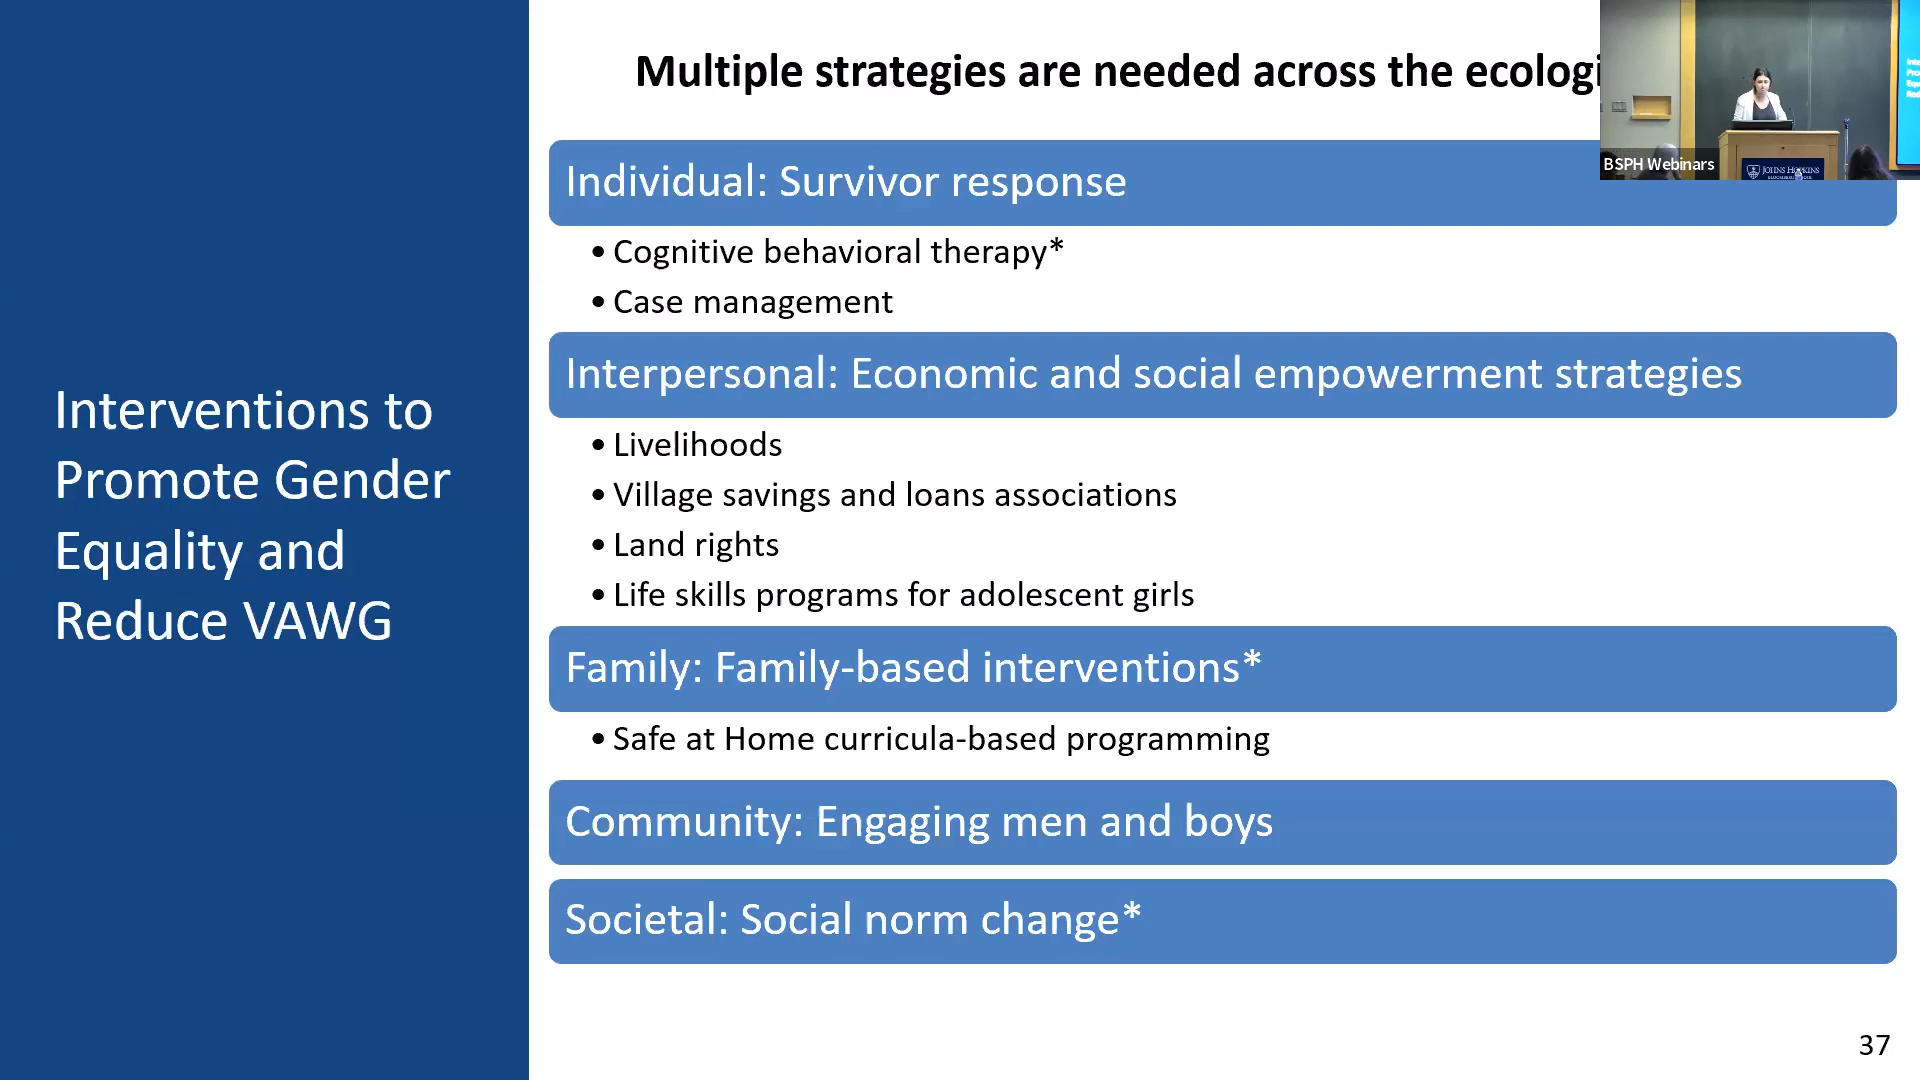 Multiple strategies are needed across the ecologi
Individual: Survivor response
• Cognitive behavioral therapy*
• Case management
Interpersonal: Economic and social empowerment strategies
• Livelihoods
• Village savings and loans associations
• Land rights
• Life skills programs for adolescent girls
Family: Family-based interventions*
• Safe at Home curricula-based programming
Community: Engaging men and boys
Societal: Social norm change*
Interventions to
Promote Gender
Equality and
Reduce VAWG
BSPH Webinars
JOHNS HOPKINS
37